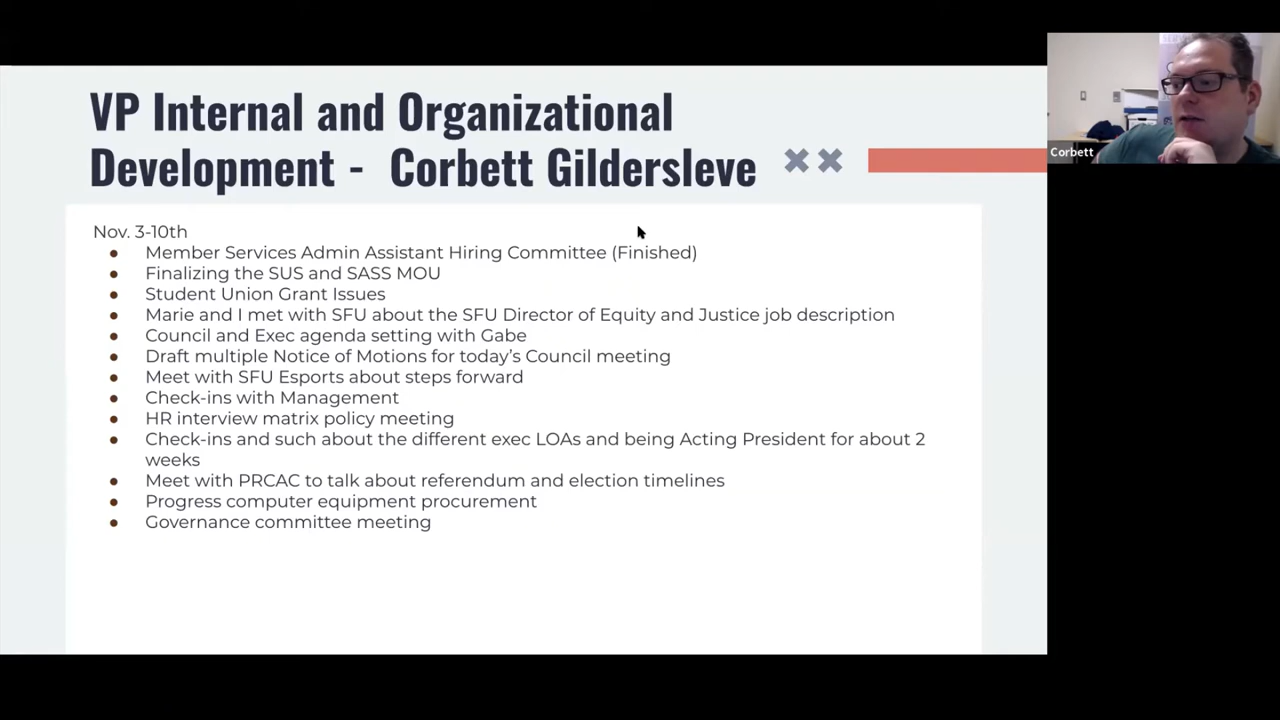 VP Internal and Organizational
Development - Corbett Gildersleve
Corbett
Nov. 3-10th
● Member Services Admin Assistant Hiring Committee (Finished)
● Finalizing the SUS and SASS MOU
● Student Union Grant Issues
● Marie and I met with SFU about the SFU Director of Equity and Justice job description
● Council and Exec agenda setting with Gabe
● Draft multiple Notice of Motions for today’s Council meeting
● Meet with SFU Esports about steps forward
● Check-ins with Management
● HR interview matrix policy meeting
● Check-ins and such about the different exec LOAs and being Acting President for about 2
weeks
● Meet with PRCAC to talk about referendum and election timelines
● Progress computer equipment procurement
● Governance committee meeting